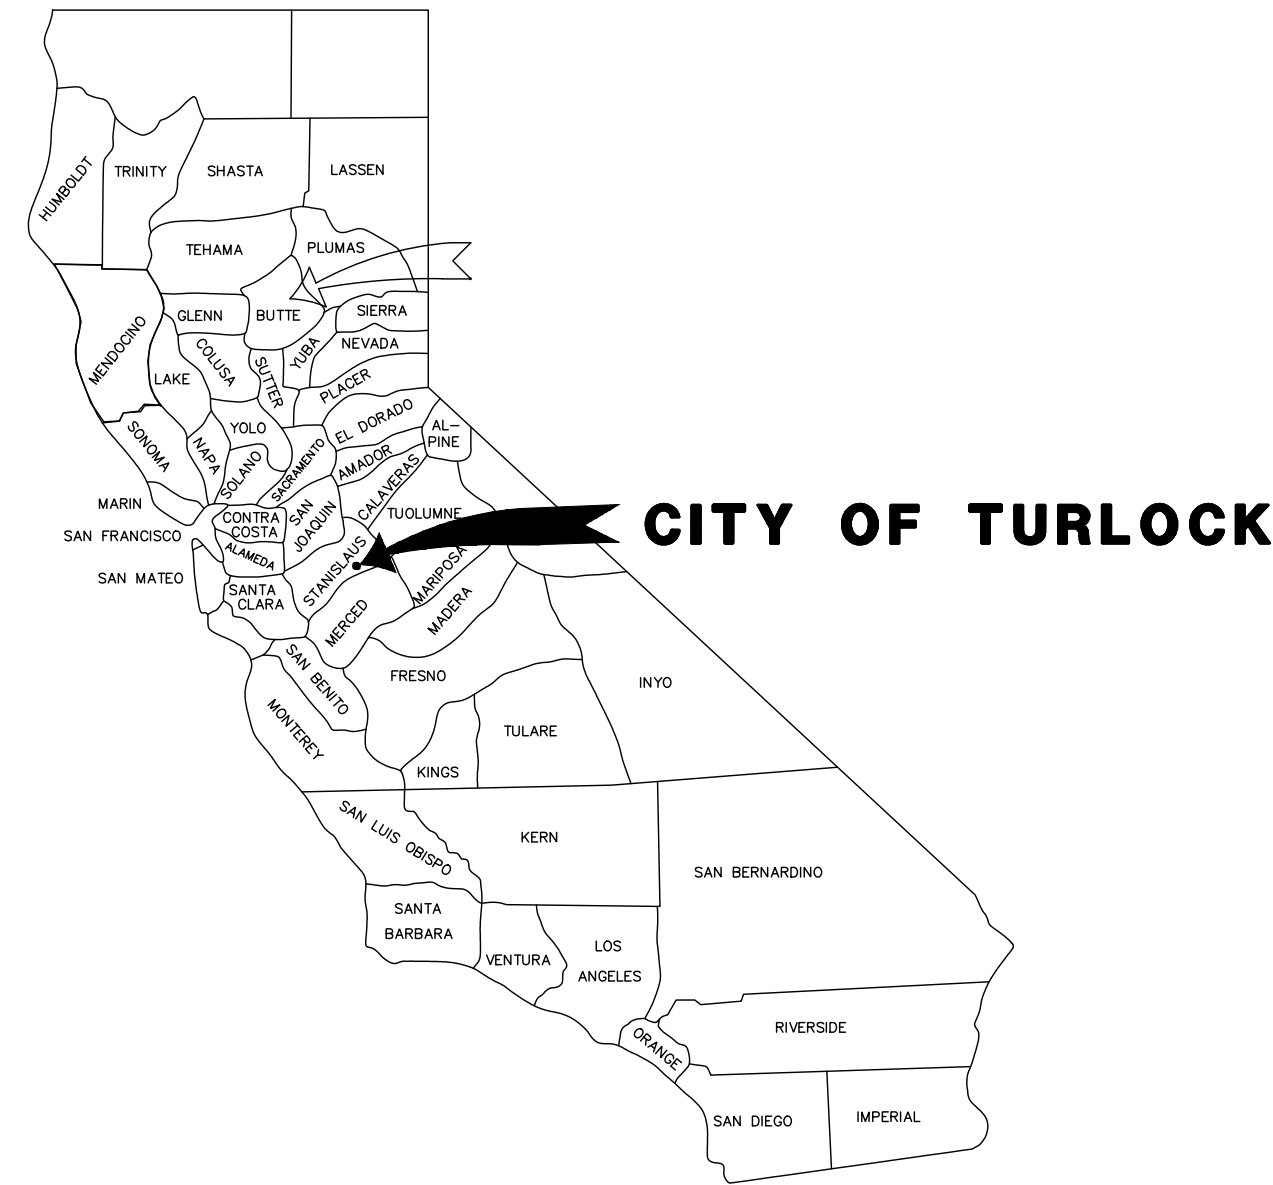 HUMBOLDT
TRINITY
SHASTA
LASSEN
TEHAMA
PLUMAS
GLENN
BUTTE
SIERRA
MENDOCINO
COLUSA
SUTTER
YUBA
NEVADA
LAKE
PLACER
SONOMA
NAPA
YOLO
SOLANO
SACRAMENTO
EL DORADO
AL–
PINE
AMADOR
CALAVERAS
MARIN
SAN FRANCISCO
SAN MATEO
CONTRA
COSTA
ALAMEDA
SAN
JOAQUIN
TUOLUMNE
CITY OF TURLOCK
SANTA
CLARA
STANISLAUS
MERCED
MARIPOSA
MADERA
SAN BENITO
FRESNO
INYO
MONTEREY
TULARE
KINGS
SAN LUIS OBISPO
KERN
SAN BERNARDINO
SANTA
BARBARA
VENTURA
LOS
ANGELES
ORANGE
RIVERSIDE
SAN DIEGO
IMPERIAL